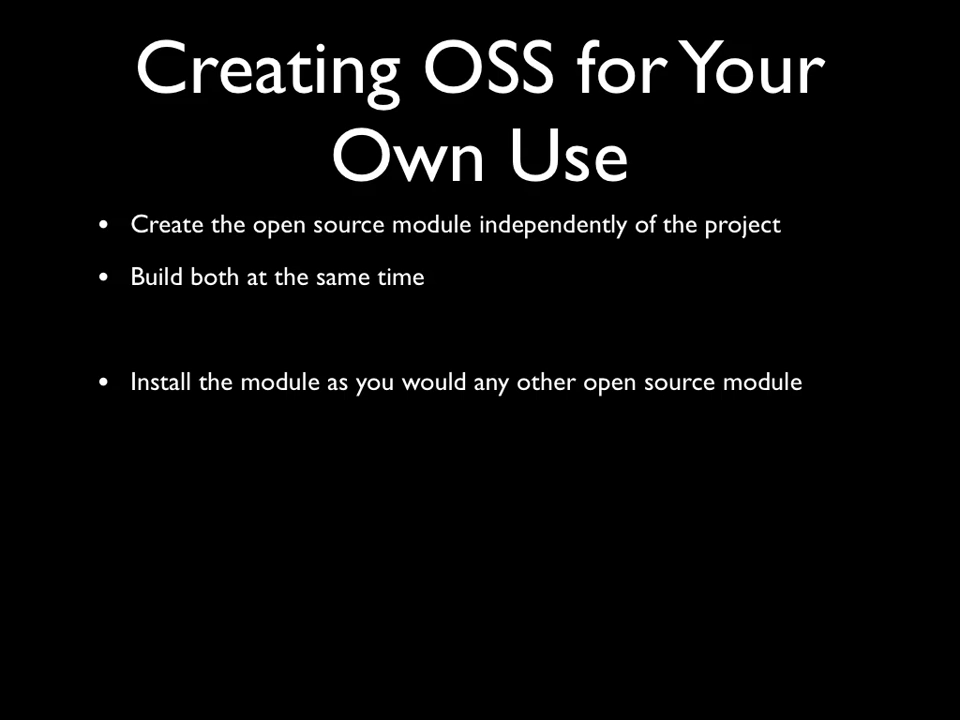 Creating OSS for Your
Own Use
• Create the open source module independently of the project
• Build both at the same time
• Install the module as you would any other open source module